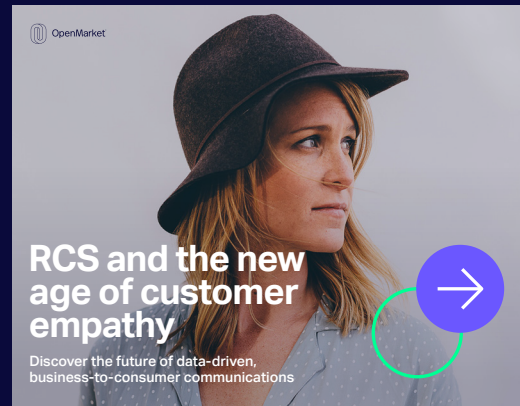 OpenMarket
RCS and the new
age of customer
empathy
Discover the future of data-driven,
business-to-consumer communications